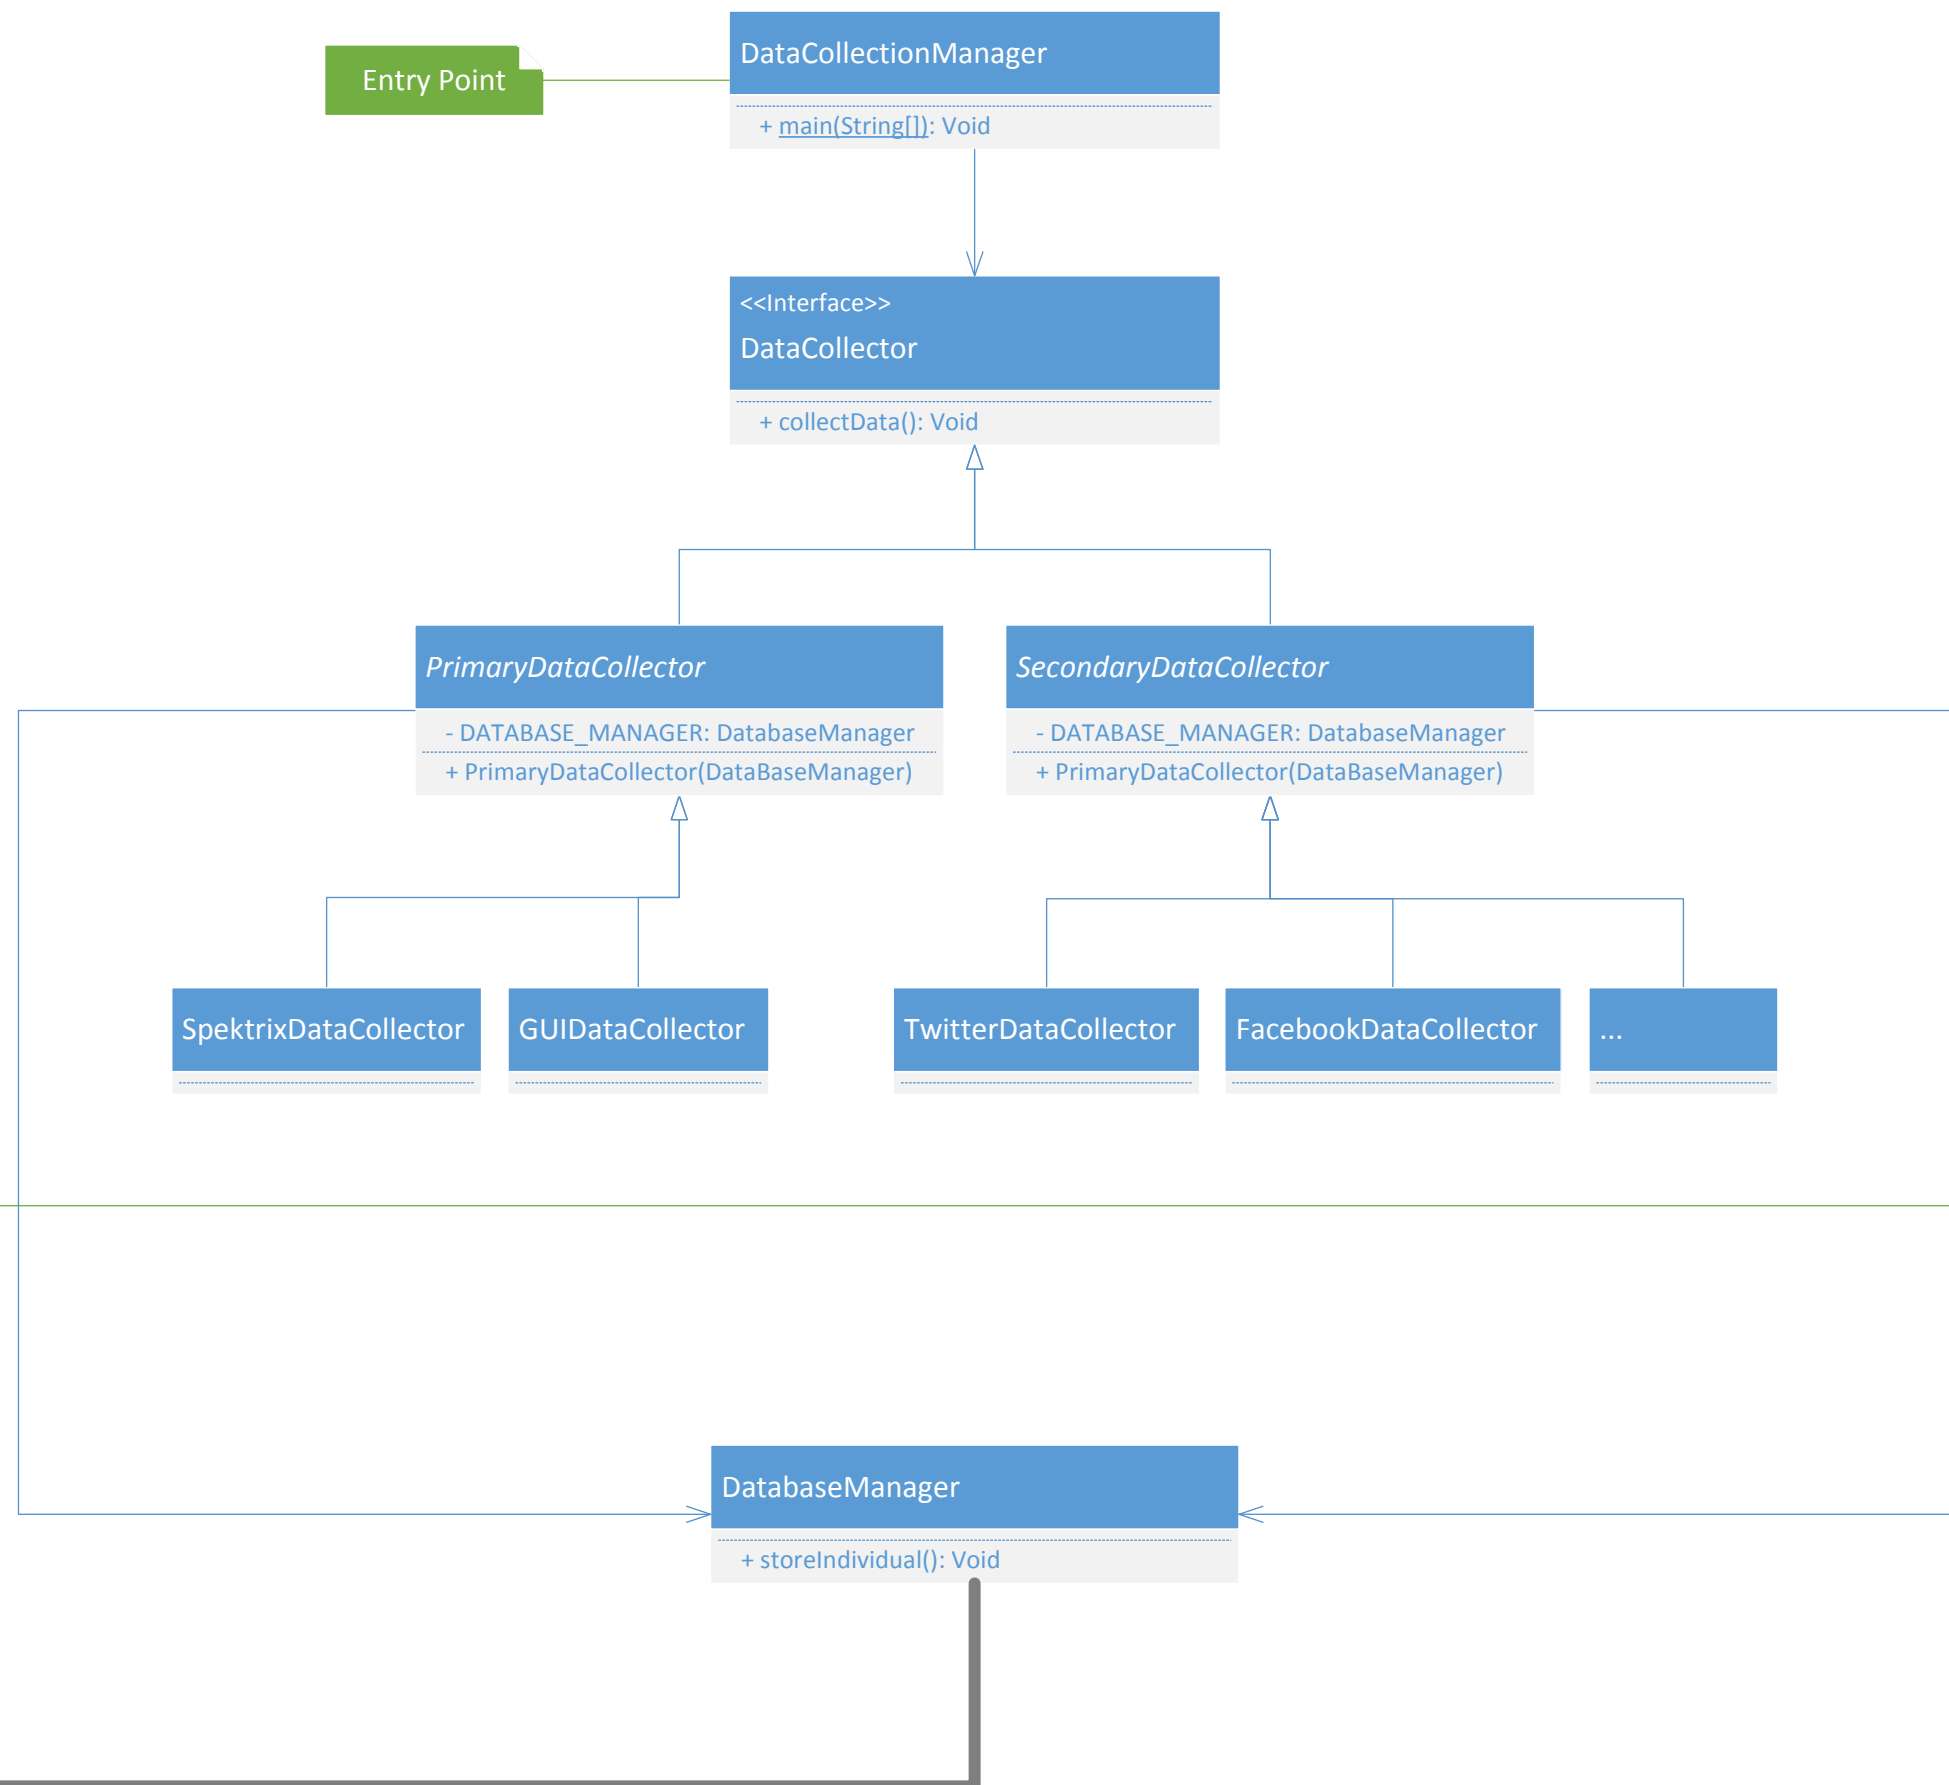 Entry Point
DataCollectionManager
+ main(String[]): Void
<<Interface>>
DataCollector
+ collectData(): Void
PrimaryDataCollector
- DATABASE_MANAGER: DatabaseManager
+ PrimaryDataCollector(DataBaseManager)
SecondaryDataCollector
- DATABASE_MANAGER: DatabaseManager
+ PrimaryDataCollector(DataBaseManager)
SpektrixDataCollector
GUIDataCollector
TwitterDataCollector
FacebookDataCollector
...
DatabaseManager
+ storeIndividual(): Void